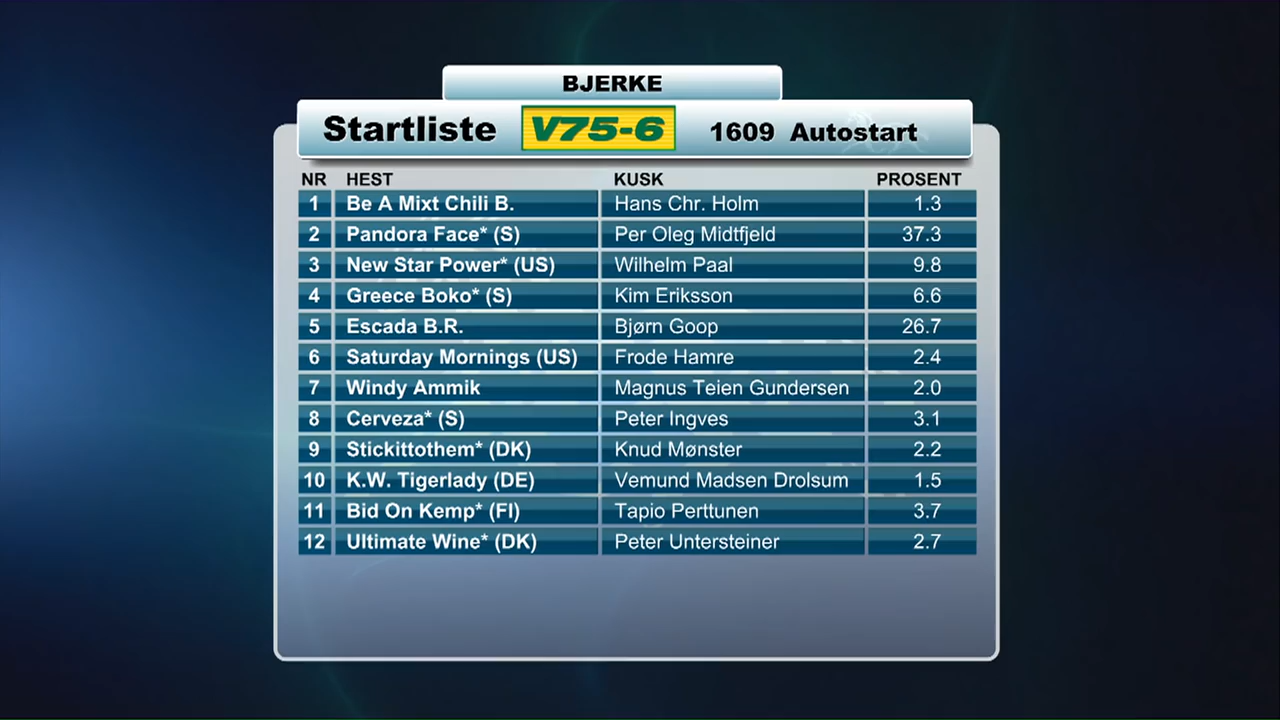 BJERKE
Startliste V75-6 1609 Autostart
NR HEST KUSK PROSENT
1 Be A Mixt Chili B. Hans Chr. Holm 1.3
2 Pandora Face* (S) Per Oleg Midtfjeld 37.3
3 New Star Power* (US) Wilhelm Paal 9.8
4 Greece Boko* (S) Kim Eriksson 6.6
5 Escada B.R. Bjørn Goop 26.7
6 Saturday Mornings (US) Frode Hamre 2.4
7 Windy Ammik Magnus Teien Gundersen 2.0
8 Cerveza* (S) Peter Ingves 3.1
9 Stickittothem* (DK) Knud Mønster 2.2
10 K.W. Tigerlady (DE) Vemund Madsen Drolsum 1.5
11 Bid On Kemp* (FI) Tapio Perttunen 3.7
12 Ultimate Wine* (DK) Peter Untersteiner 2.7